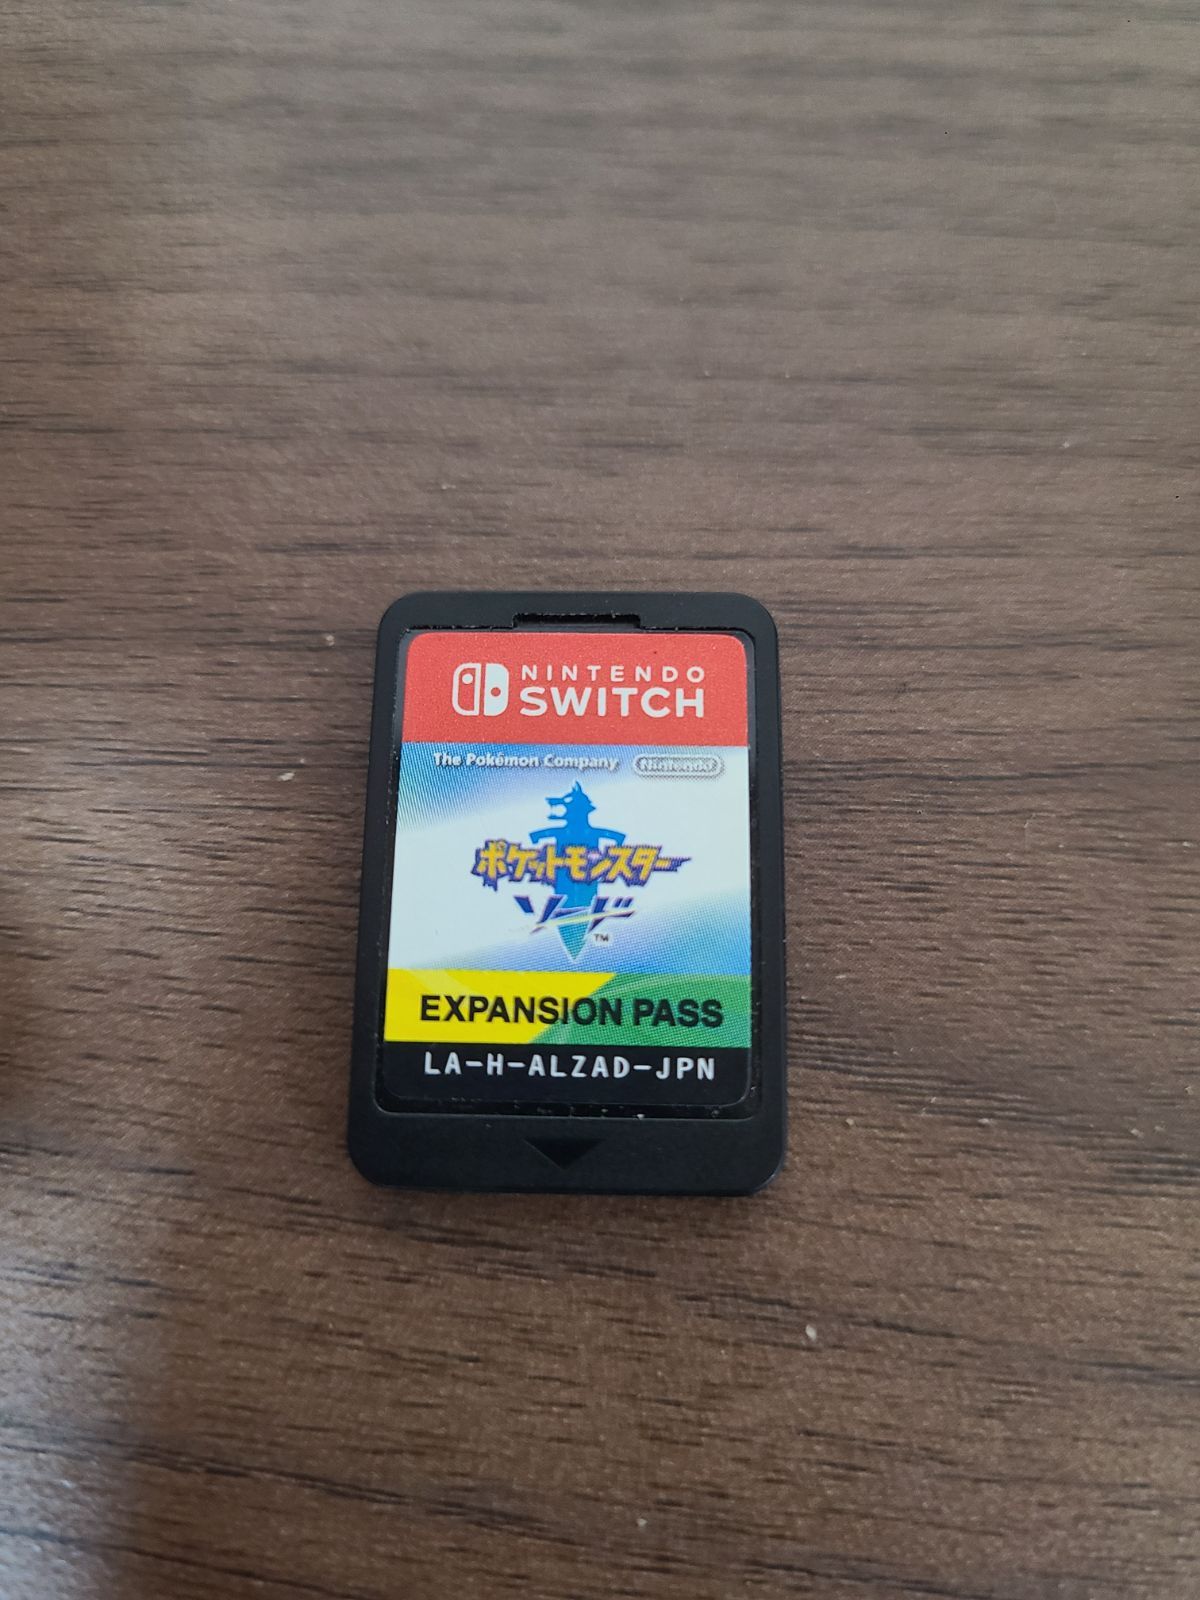 NINTENDO
SWITCH
The Pokémon Company Nintendo
ポケットモンスター
ソード
TM
EXPANSION PASS
LA-H-ALZAD-JPN